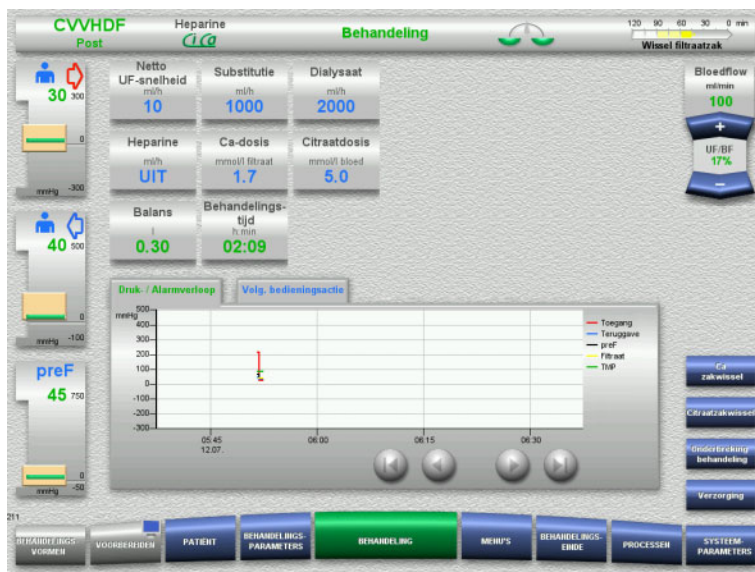 CVVHDF
Post
Heparine
Ci Ca
Behandeling
120 90 60 30 0 min
Wissel filtraatzak
30
300
0
mmHg
-300
40
500
0
mmHg
-100
preF
45
750
0
mmHg
-50
Netto
UF-snelheid
ml/h
10
Substitutie
ml/h
1000
Dialysaat
ml/h
2000
Heparine
ml/h
UIT
Ca-dosis
mmol/l filtraat
1.7
Citraatdosis
mmol/l bloed
5.0
Balans
l
0.30
Behandelings-
tijd
h:min
02:09
Bloedflow
ml/min
100
+
UF/BF
17%
−
Druk- / Alarmverloop
Volg. bedieningsactie
mmHg
500
400
300
200
100
0
-100
-200
-300
05:45
12.07.
06:00
06:15
06:30
Toegang
Teruggave
preF
Filtraat
TMP
Ca
zakwissel
Citraatzakwissel
Onderbreking
behandeling
Verzorging
211
BEHANDELINGS-
VORMEN
VOORBEREIDEN
PATIËNT
BEHANDELINGS-
PARAMETERS
BEHANDELING
MENU'S
BEHANDELINGS-
EINDE
PROCESSEN
SYSTEEM-
PARAMETERS